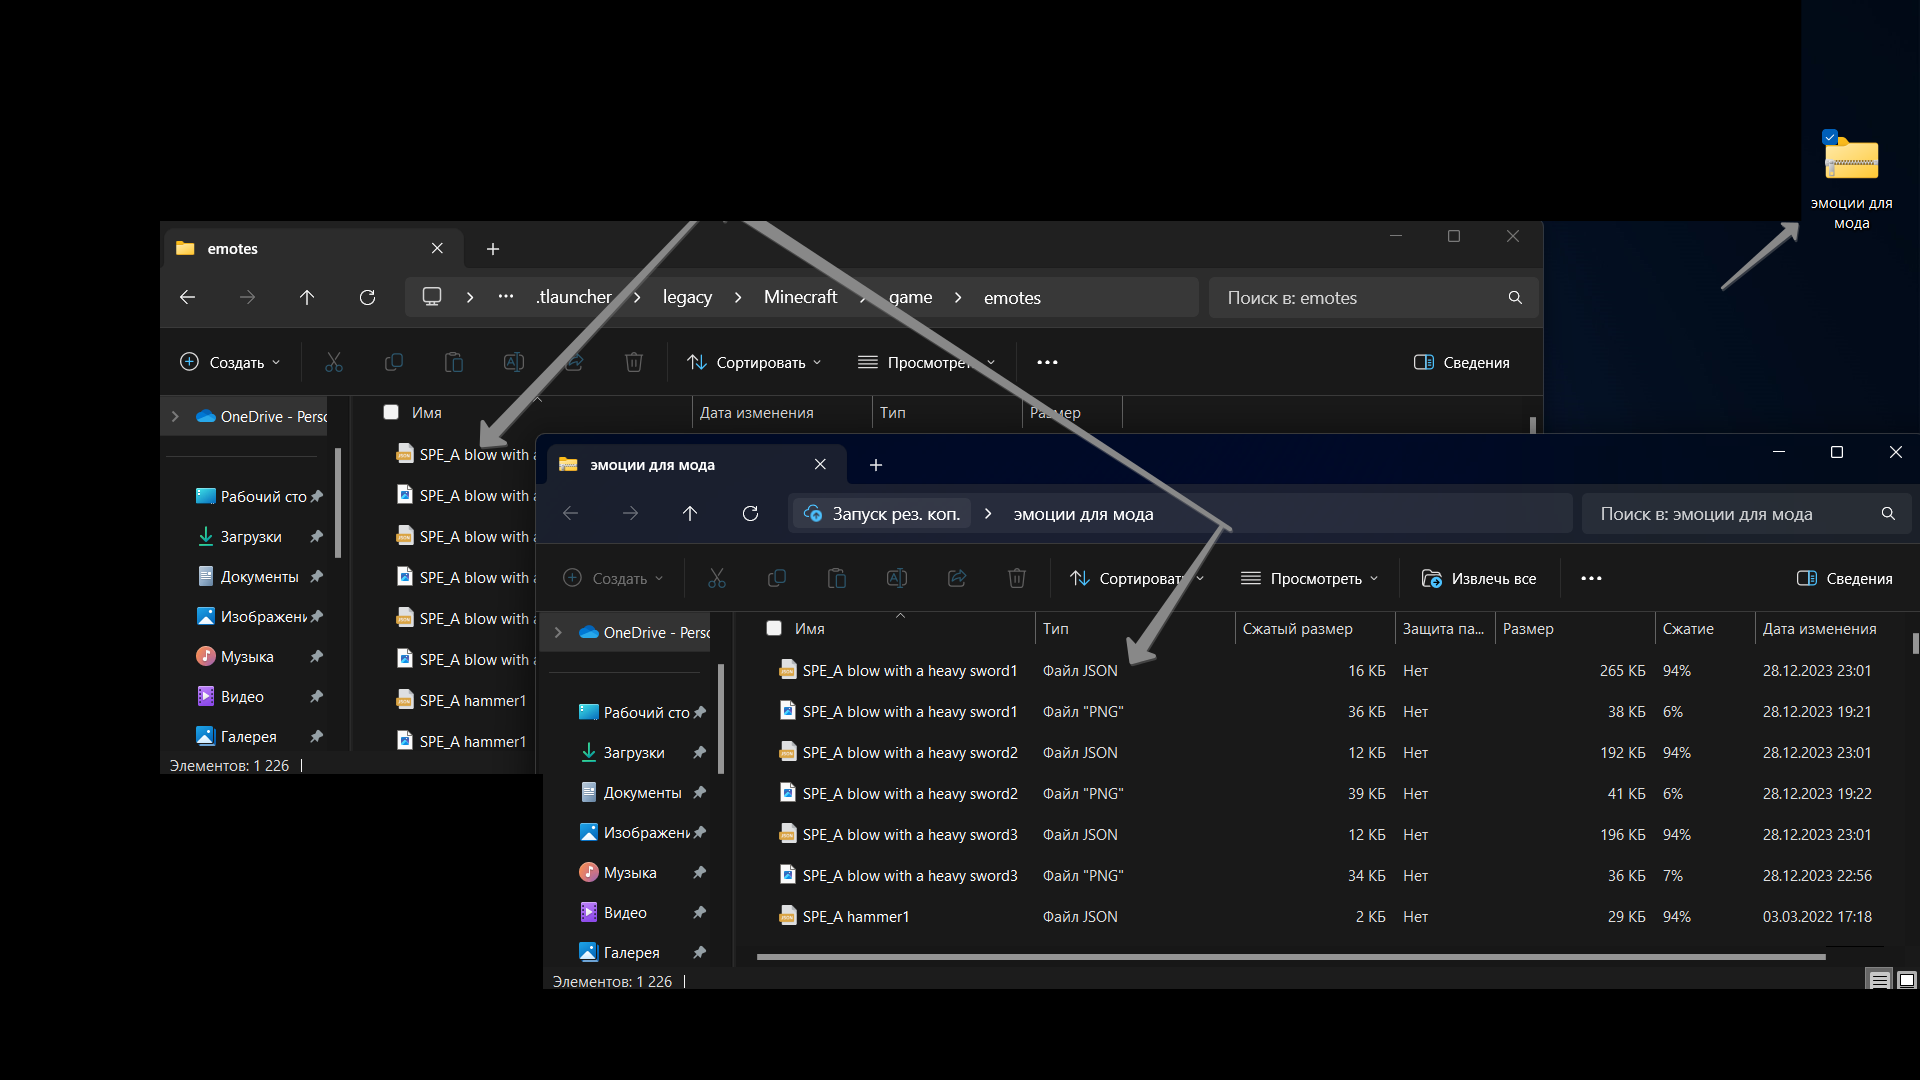 эмоции для
мода
emotes
.tlauncher
legacy
Minecraft
game
emotes
Поиск в: emotes
Создать
Сортировать
Просмотреть
Сведения
OneDrive - Persc
Имя
Дата изменения
Тип
Размер
SPE_A blow with a
SPE_A blow with a
SPE_A blow with a
SPE_A blow with a
SPE_A blow with a
SPE_A blow with a
SPE_A hammer1
SPE_A hammer1
Рабочий сто
Загрузки
Документы
Изображени
Музыка
Видео
Галерея
Элементов: 1 226
эмоции для мода
Запуск рез. коп.
эмоции для мода
Поиск в: эмоции для мода
Создать
Сортировать
Просмотреть
Извлечь все
Сведения
OneDrive - Persc
Рабочий сто
Загрузки
Документы
Изображени
Музыка
Видео
Галерея
Имя Тип Сжатый размер Защита па... Размер Сжатие Дата изменения
SPE_A blow with a heavy sword1 Файл JSON 16 КБ Нет 265 КБ 94% 28.12.2023 23:01
SPE_A blow with a heavy sword1 Файл "PNG" 36 КБ Нет 38 КБ 6% 28.12.2023 19:21
SPE_A blow with a heavy sword2 Файл JSON 12 КБ Нет 192 КБ 94% 28.12.2023 23:01
SPE_A blow with a heavy sword2 Файл "PNG" 39 КБ Нет 41 КБ 6% 28.12.2023 19:22
SPE_A blow with a heavy sword3 Файл JSON 12 КБ Нет 196 КБ 94% 28.12.2023 23:01
SPE_A blow with a heavy sword3 Файл "PNG" 34 КБ Нет 36 КБ 7% 28.12.2023 22:56
SPE_A hammer1 Файл JSON 2 КБ Нет 29 КБ 94% 03.03.2022 17:18
Элементов: 1 226